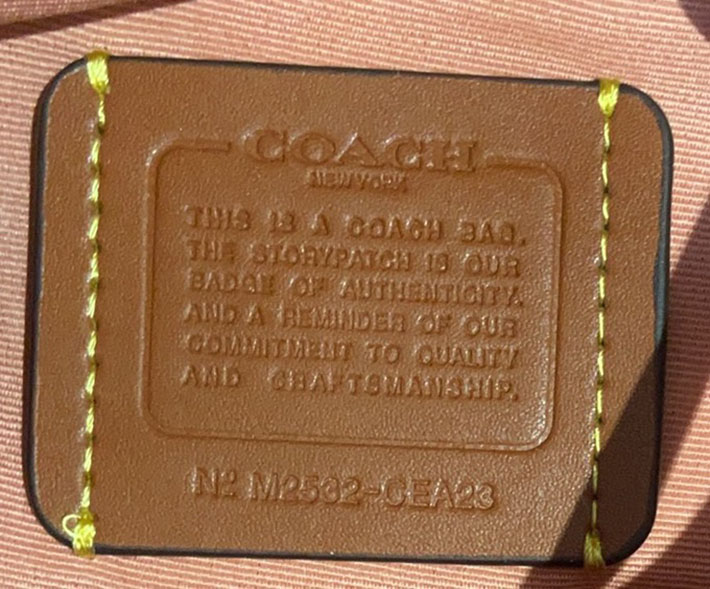 COACH
NEW YORK
THIS IS A COACH BAG.
THE STORYPATCH IS OUR
BADGE OF AUTHENTICITY.
AND A REMINDER OF OUR
COMMITMENT TO QUALITY
AND CRAFTSMANSHIP.
Nº M2532-CEA23